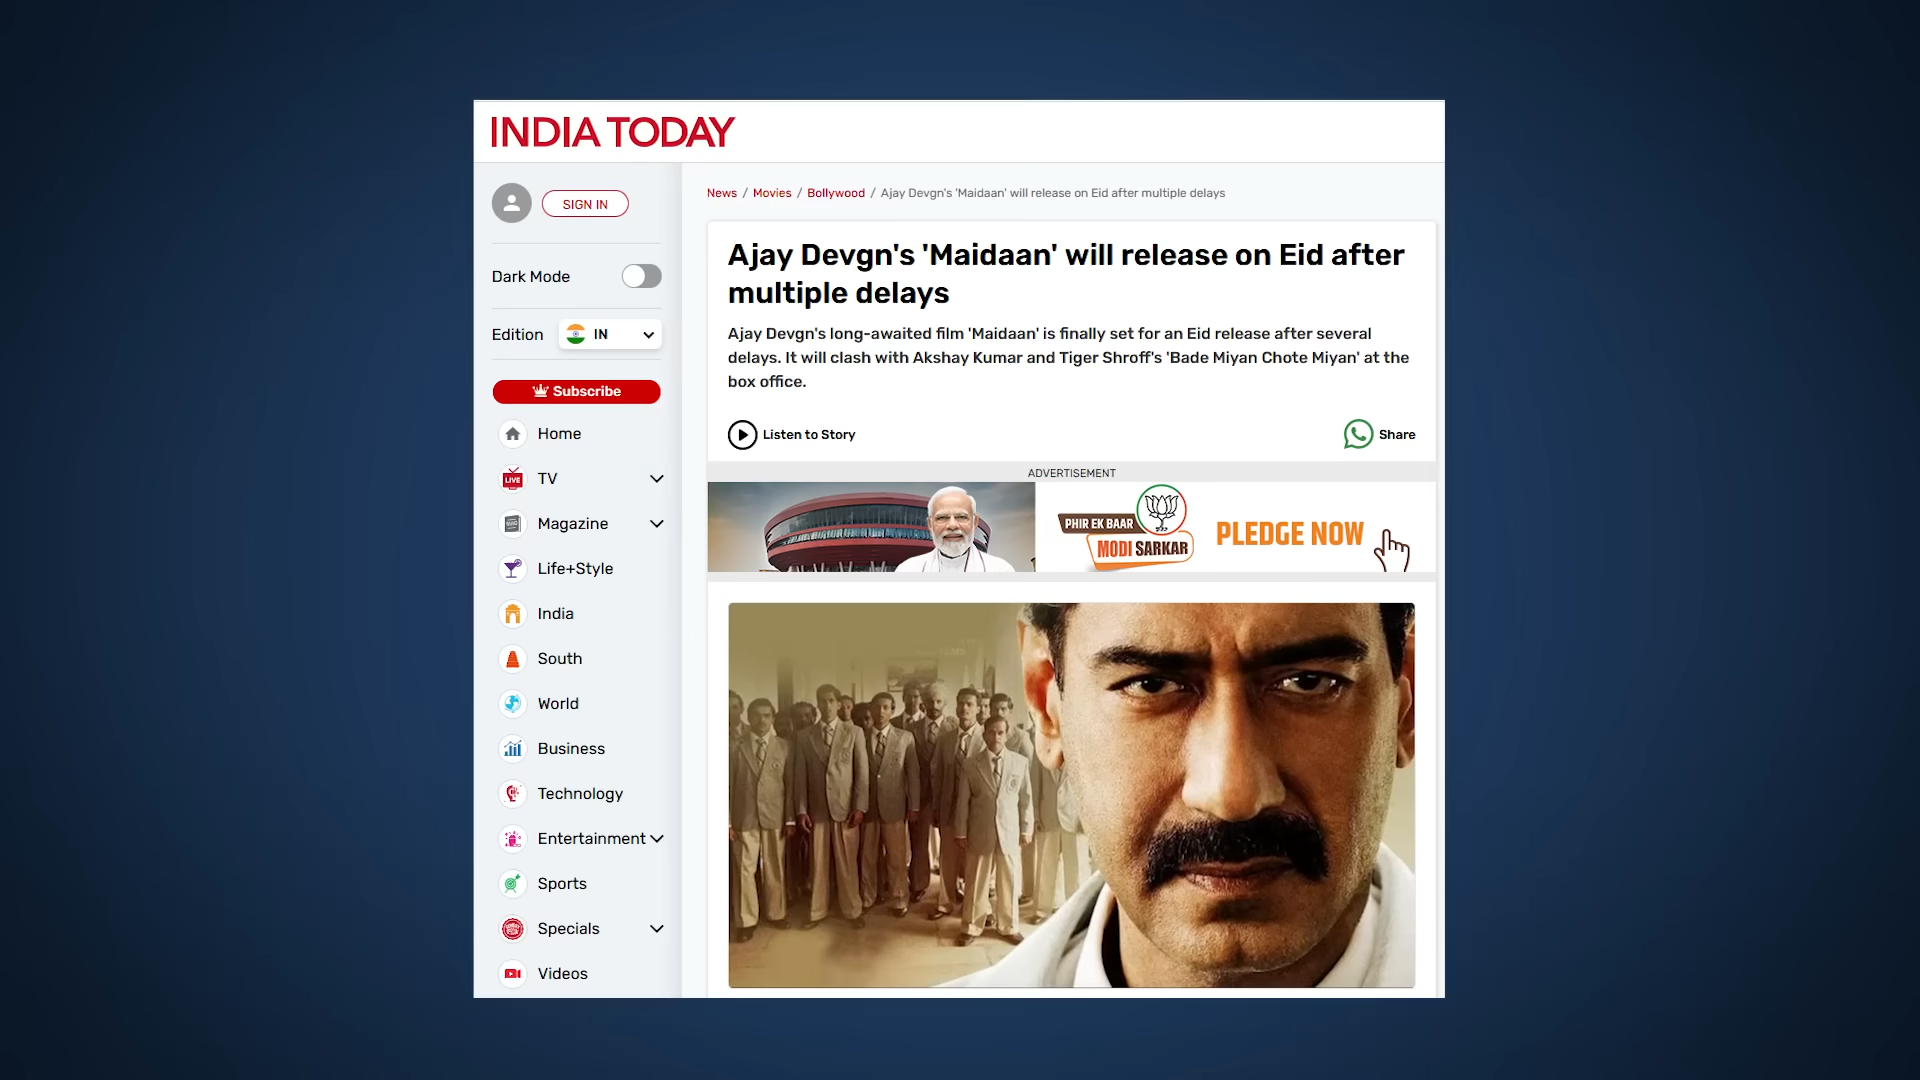 INDIA TODAY
SIGN IN
Dark Mode
Edition IN
Subscribe
Home
TV
Magazine
Life+Style
India
South
World
Business
Technology
Entertainment
Sports
Specials
Videos
News / Movies / Bollywood / Ajay Devgn's 'Maidaan' will release on Eid after multiple delays
Ajay Devgn's 'Maidaan' will release on Eid after
multiple delays
Ajay Devgn's long-awaited film 'Maidaan' is finally set for an Eid release after several
delays. It will clash with Akshay Kumar and Tiger Shroff's 'Bade Miyan Chote Miyan' at the
box office.
Listen to Story
Share
ADVERTISEMENT
PHIR EK BAAR
MODI SARKAR
PLEDGE NOW
LIVE